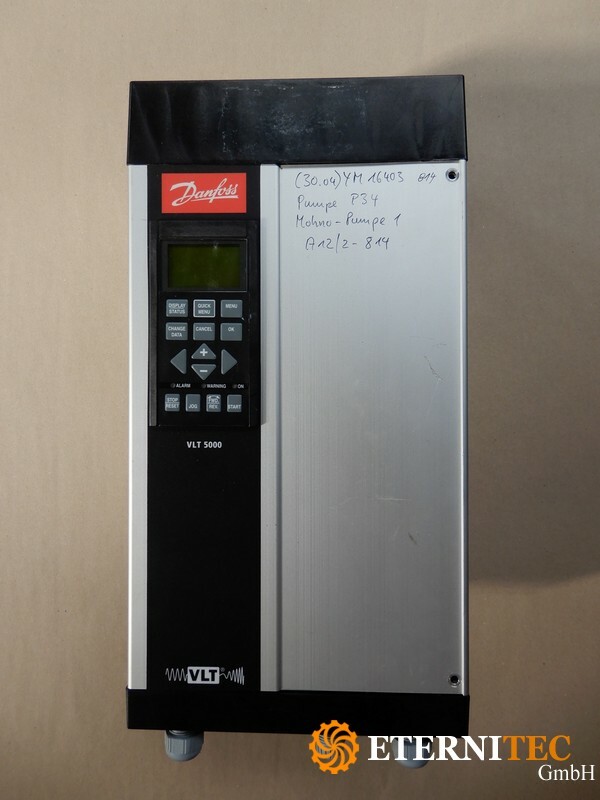 Danfoss
(30.04) YM 16403 814
Pumpe P34
Mohno-Pumpe 1
A12/2-814
DISPLAY STATUS
QUICK MENU
MENU
CHANGE DATA
CANCEL
OK
+
−
ALARM
WARNING
ON
STOP RESET
JOG
FWD. REV.
START
VLT 5000
VLT®
ETERNITEC
GmbH